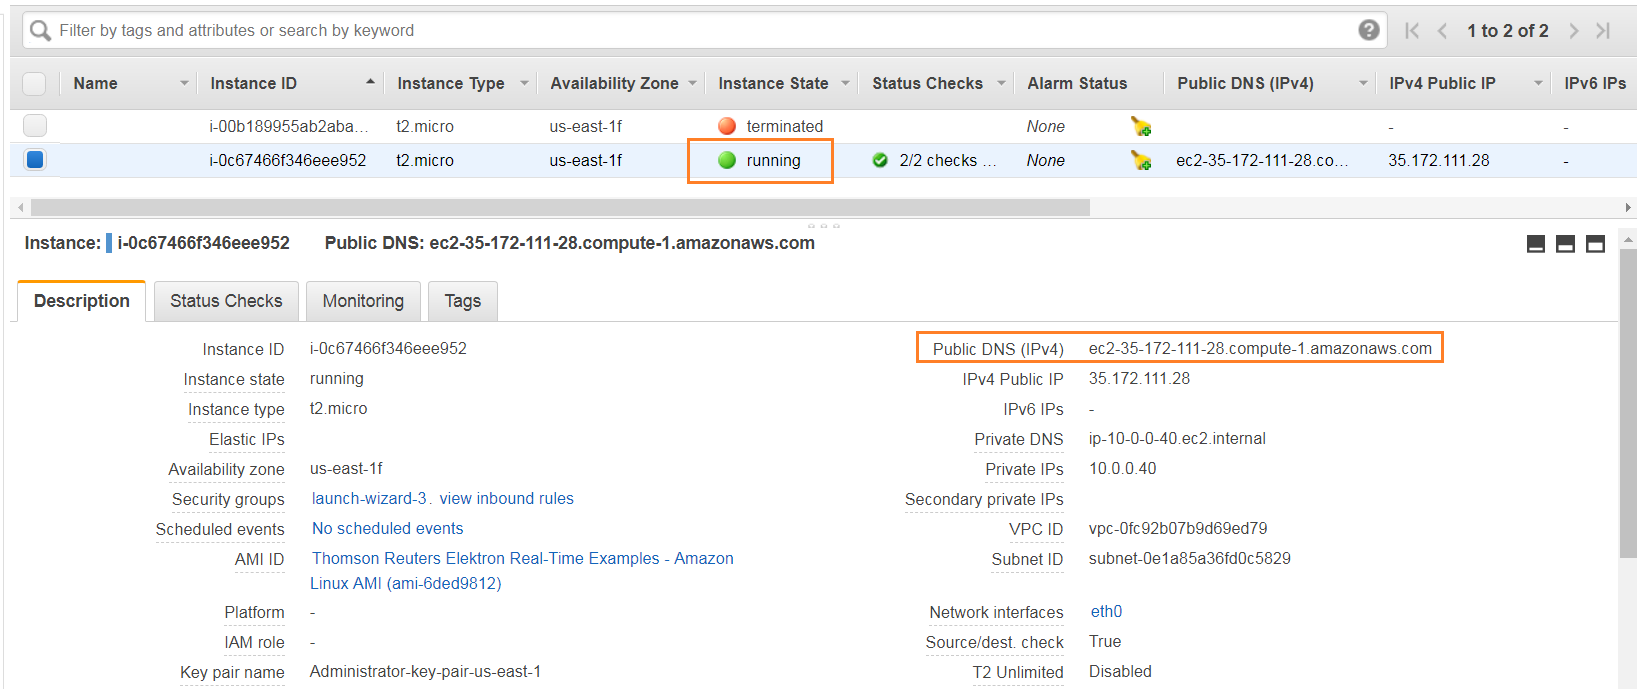 Filter by tags and attributes or search by keyword
1 to 2 of 2
Name Instance ID Instance Type Availability Zone Instance State Status Checks Alarm Status Public DNS (IPv4) IPv4 Public IP IPv6 IPs
i-00b189955ab2aba... t2.micro us-east-1f terminated None - -
i-0c67466f346eee952 t2.micro us-east-1f running 2/2 checks ... None ec2-35-172-111-28.co... 35.172.111.28 -
Instance: i-0c67466f346eee952 Public DNS: ec2-35-172-111-28.compute-1.amazonaws.com
Description Status Checks Monitoring Tags
Instance ID i-0c67466f346eee952
Instance state running
Instance type t2.micro
Elastic IPs
Availability zone us-east-1f
Security groups launch-wizard-3. view inbound rules
Scheduled events No scheduled events
AMI ID Thomson Reuters Elektron Real-Time Examples - Amazon
Linux AMI (ami-6ded9812)
Platform -
IAM role -
Key pair name Administrator-key-pair-us-east-1
Public DNS (IPv4) ec2-35-172-111-28.compute-1.amazonaws.com
IPv4 Public IP 35.172.111.28
IPv6 IPs -
Private DNS ip-10-0-0-40.ec2.internal
Private IPs 10.0.0.40
Secondary private IPs
VPC ID vpc-0fc92b07b9d69ed79
Subnet ID subnet-0e1a85a36fd0c5829
Network interfaces eth0
Source/dest. check True
T2 Unlimited Disabled